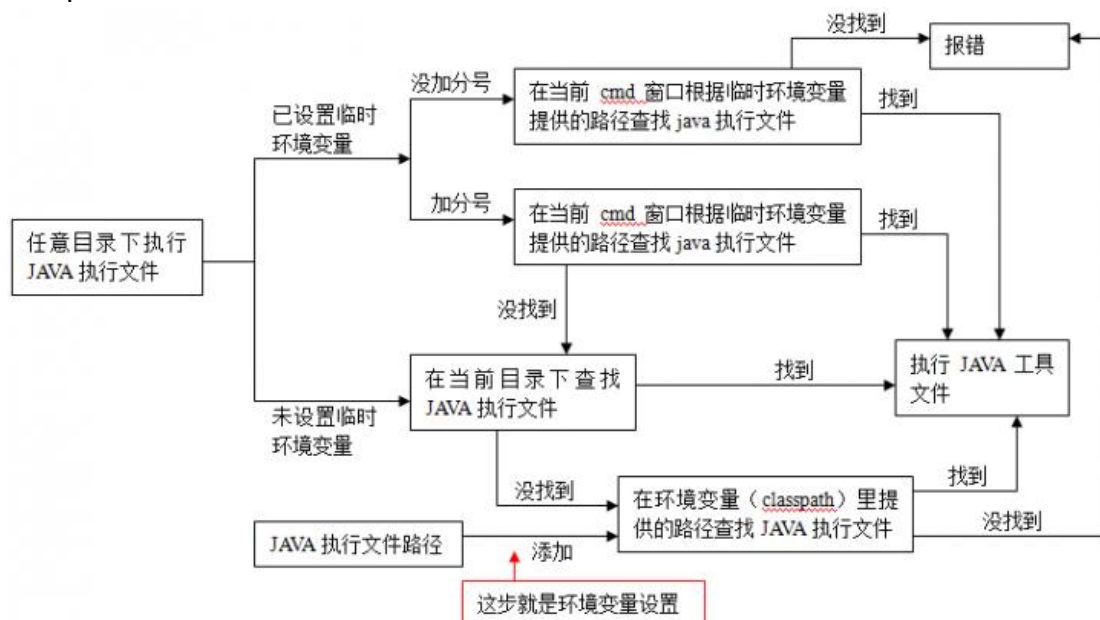 没找到
报错
没加分号
在当前 cmd 窗口根据临时环境变量
提供的路径查找 java 执行文件
找到
已设置临时
环境变量
加分号
在当前 cmd 窗口根据临时环境变量
提供的路径查找 java 执行文件
找到
任意目录下执行
JAVA 执行文件
没找到
在当前目录下查找
JAVA 执行文件
找到
执行 JAVA 工具
文件
未设置临时
环境变量
没找到
在环境变量（classpath）里提
供的路径查找 JAVA 执行文件
找到
没找到
JAVA 执行文件路径
添加
这步就是环境变量设置